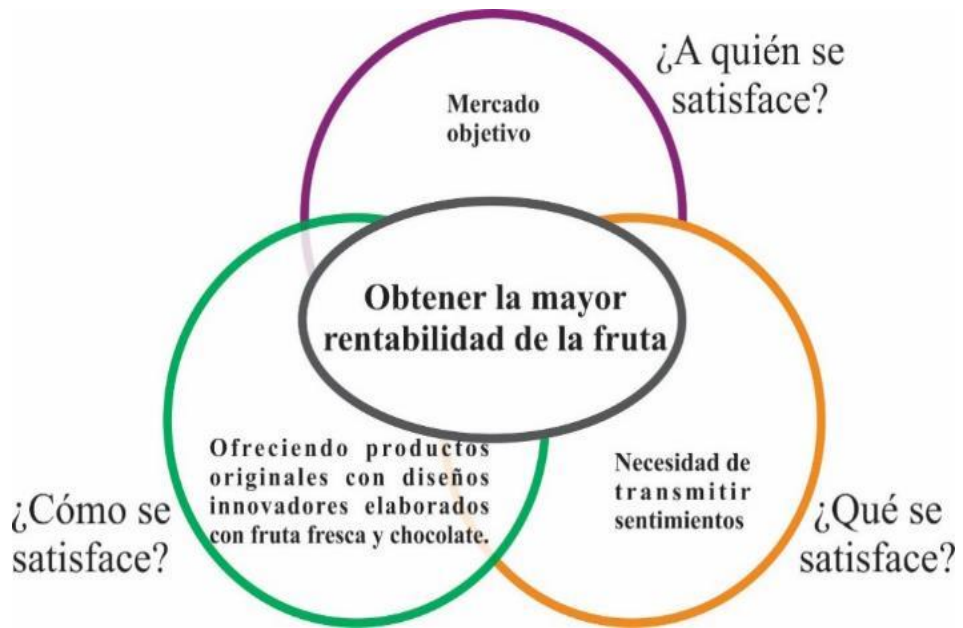 ¿A quién se
satisface?
Mercado
objetivo
Obtener la mayor
rentabilidad de la fruta
Ofreciendo productos
originales con diseños
innovadores elaborados
con fruta fresca y chocolate.
¿Cómo se
satisface?
Necesidad de
transmitir
sentimientos
¿Qué se
satisface?